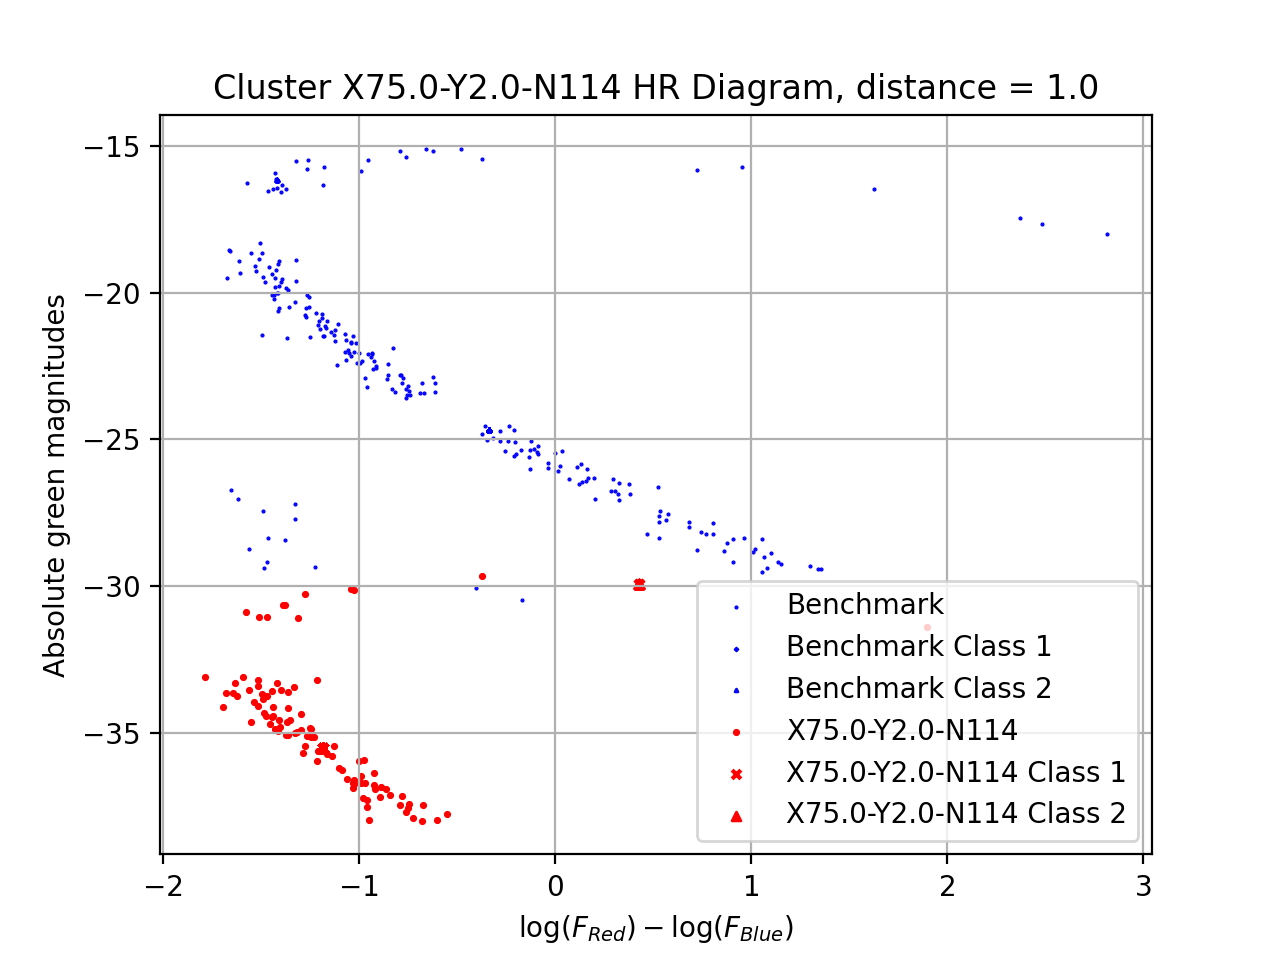 Cluster X75.0-Y2.0-N114 HR Diagram, distance = 1.0
Absolute green magnitudes
−15
−20
−25
−30
−35
Benchmark
Benchmark Class 1
Benchmark Class 2
X75.0-Y2.0-N114
X75.0-Y2.0-N114 Class 1
X75.0-Y2.0-N114 Class 2
−2 −1 0 1 2 3
log(F_Red) − log(F_Blue)